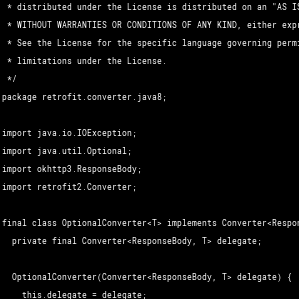 * distributed under the License is distributed on an "AS
* WITHOUT WARRANTIES OR CONDITIONS OF ANY KIND, either
* See the License for the specific language governing
* limitations under the License.
*/
package retrofit.converter.java8;
import java.io.IOException;
import java.util.Optional;
import okhttp3.ResponseBody;
import retrofit2.Converter;
final class OptionalConverter<T> implements Converter<Respon
private final Converter<ResponseBody, T> delegate;
OptionalConverter(Converter<ResponseBody, T> delegate) {
this.delegate = delegate;